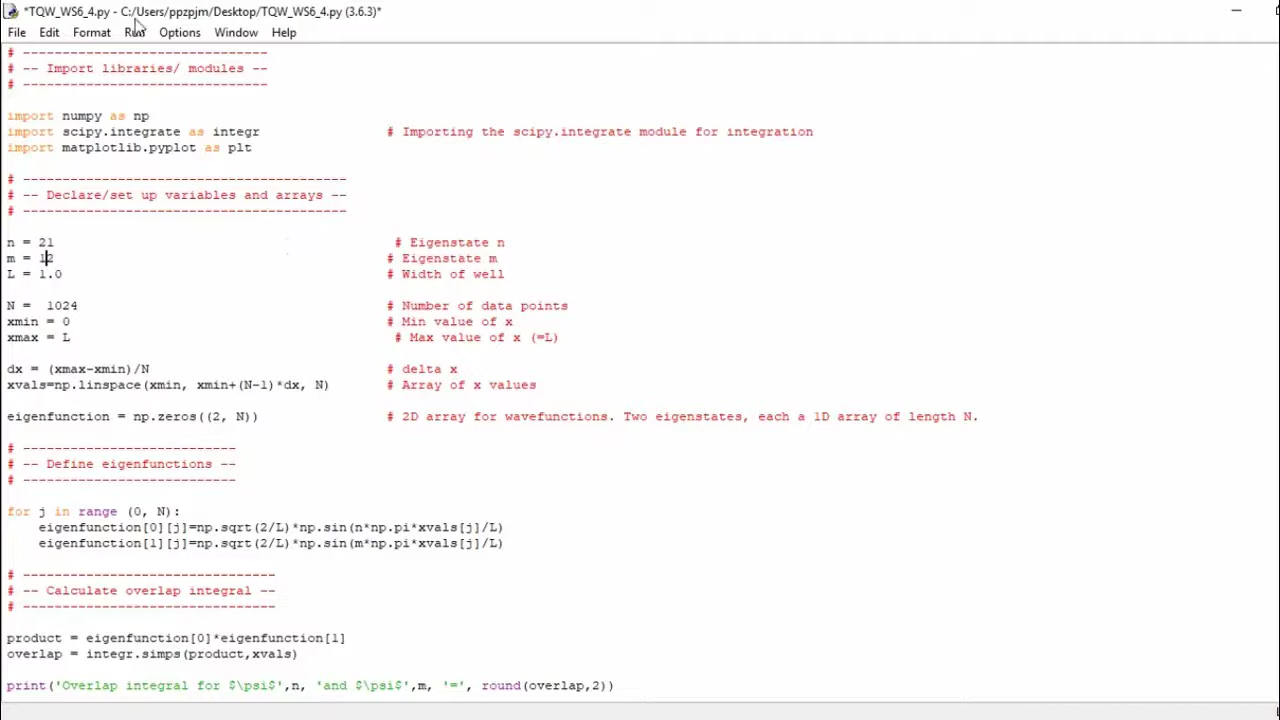 *TQW_WS6_4.py - C:/Users/ppzpjm/Desktop/TQW_WS6_4.py (3.6.3)*
File Edit Format Run Options Window Help
# -------------------------------
# -- Import libraries/ modules --
# -------------------------------
import numpy as np
import scipy.integrate as integr # Importing the scipy.integrate module for integration
import matplotlib.pyplot as plt
# -----------------------------------------
# -- Declare/set up variables and arrays --
# -----------------------------------------
n = 21 # Eigenstate n
m = 12 # Eigenstate m
L = 1.0 # Width of well
N = 1024 # Number of data points
xmin = 0 # Min value of x
xmax = L # Max value of x (=L)
dx = (xmax-xmin)/N # delta x
xvals=np.linspace(xmin, xmin+(N-1)*dx, N) # Array of x values
eigenfunction = np.zeros((2, N)) # 2D array for wavefunctions. Two eigenstates, each a 1D array of length N.
# ---------------------------
# -- Define eigenfunctions --
# ---------------------------
for j in range (0, N):
eigenfunction[0][j]=np.sqrt(2/L)*np.sin(n*np.pi*xvals[j]/L)
eigenfunction[1][j]=np.sqrt(2/L)*np.sin(m*np.pi*xvals[j]/L)
# --------------------------------
# -- Calculate overlap integral --
# --------------------------------
product = eigenfunction[0]*eigenfunction[1]
overlap = integr.simps(product,xvals)
print('Overlap integral for $\psi$',n, 'and $\psi$',m, '=', round(overlap,2))